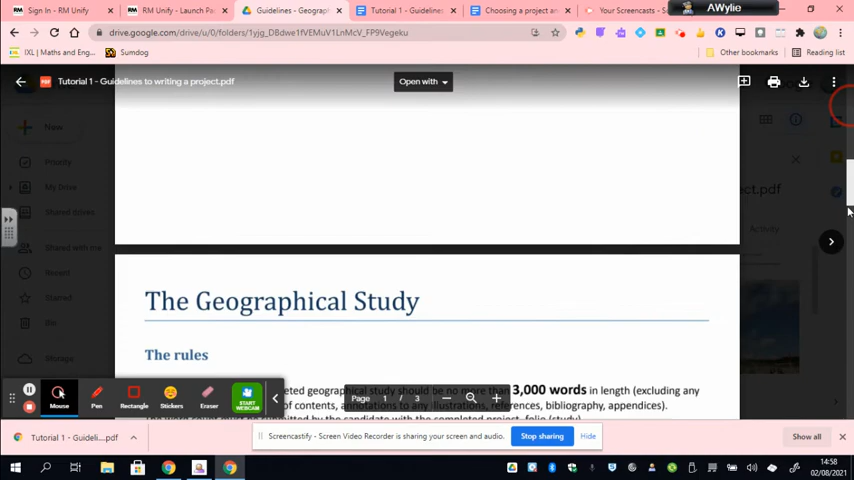 AWylie
Sign In - RM Unify
RM Unify - Launch Pa
Guidelines - Geograph
Tutorial 1 - Guidelines
Choosing a project an
Your Screencasts - S
drive.google.com/drive/u/0/folders/1yjg_DBdwe1fVEMuV1LnMcV_FP9Vegeku
IXL | Maths and Eng...
Sumdog
Other bookmarks
Reading list
PDF
Tutorial 1 - Guidelines to writing a project.pdf
Open with
New
Priority
My Drive
Shared drives
ect.pdf
Shared with me
Activity
Recent
Starred
Bin
Storage
The Geographical Study
The rules
eted geographical study should be no more than 3,000 words in length (excluding any
of contents, annotations to any illustrations, references, bibliography, appendices).
Mouse
Pen
Rectangle
Stickers
Eraser
START WEBCAM
Page 1 / 3
Tutorial 1 - Guideli....pdf
Screencastify - Screen Video Recorder is sharing your screen and audio.
Stop sharing
Hide
Show all
14:58
02/08/2021